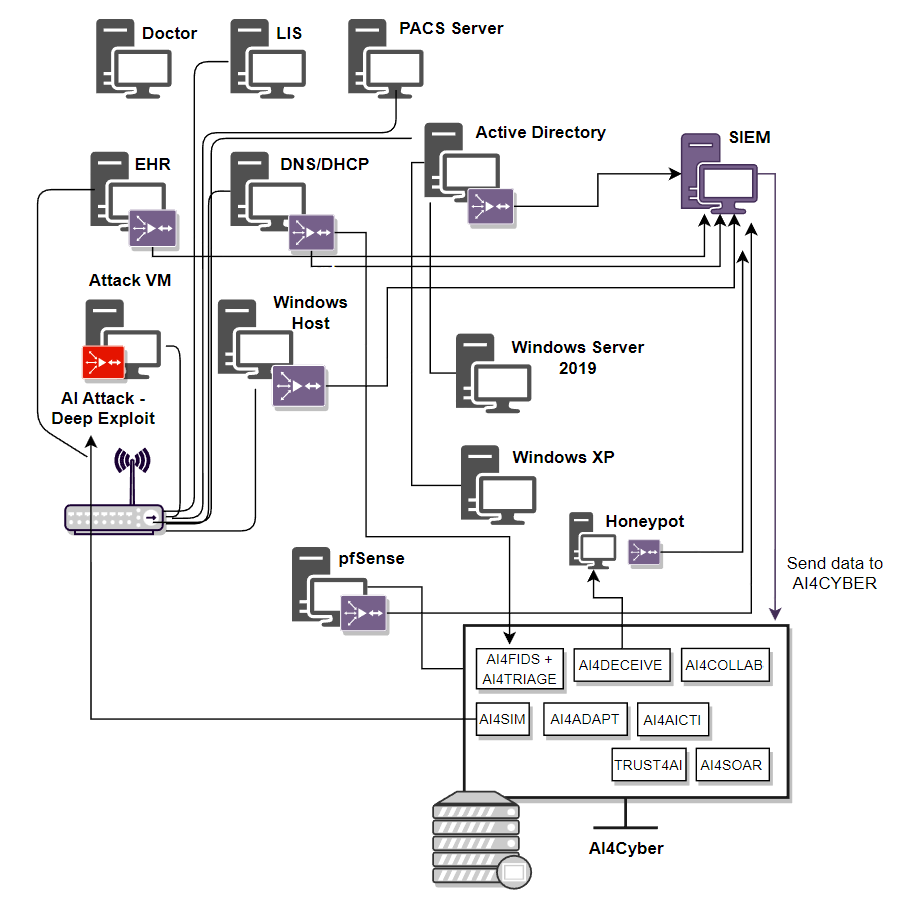 Doctor
LIS
PACS Server
Active Directory
SIEM
EHR
DNS/DHCP
Attack VM
Windows
Host
Windows Server
2019
AI Attack -
Deep Exploit
Windows XP
Honeypot
pfSense
Send data to
AI4CYBER
AI4FIDS +
AI4TRIAGE
AI4DECEIVE
AI4COLLAB
AI4SIM
AI4ADAPT
AI4AICTI
TRUST4AI
AI4SOAR
AI4Cyber